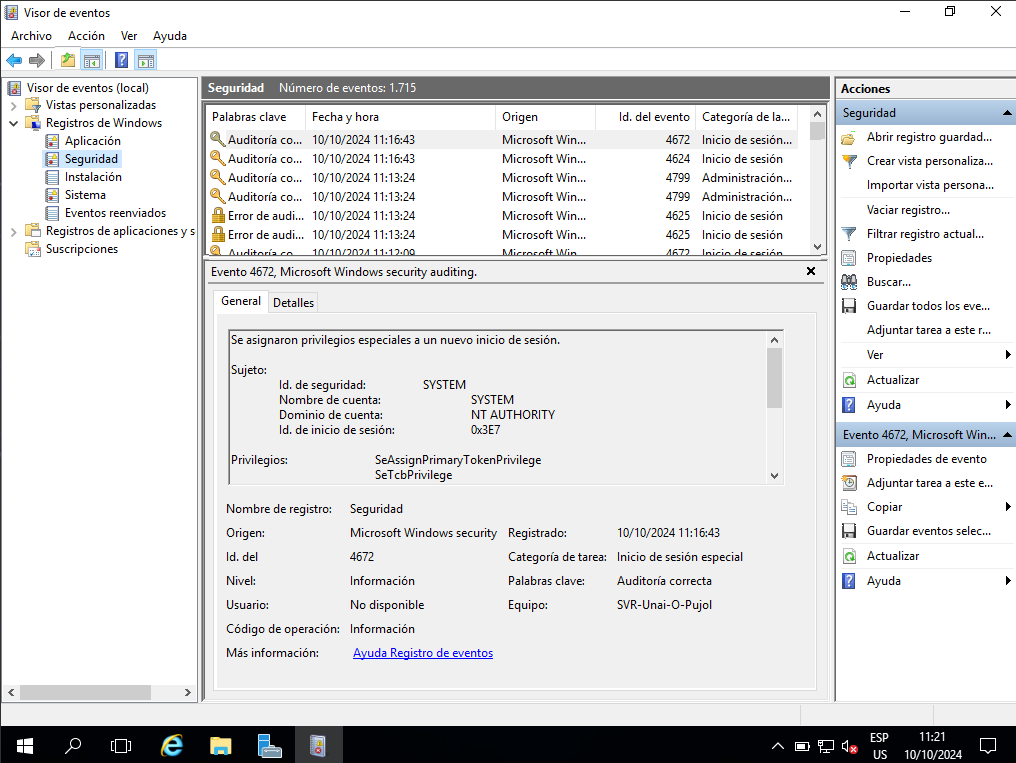 Visor de eventos
Archivo Acción Ver Ayuda
Visor de eventos (local)
Vistas personalizadas
Registros de Windows
Aplicación
Seguridad
Instalación
Sistema
Eventos reenviados
Registros de aplicaciones y s
Suscripciones
Seguridad Número de eventos: 1.715
Palabras clave Fecha y hora Origen Id. del evento Categoría de la...
Auditoría co... 10/10/2024 11:16:43 Microsoft Win... 4672 Inicio de sesión...
Auditoría co... 10/10/2024 11:16:43 Microsoft Win... 4624 Inicio de sesión
Auditoría co... 10/10/2024 11:13:24 Microsoft Win... 4799 Administración...
Auditoría co... 10/10/2024 11:13:24 Microsoft Win... 4799 Administración...
Error de audi... 10/10/2024 11:13:24 Microsoft Win... 4625 Inicio de sesión
Error de audi... 10/10/2024 11:13:24 Microsoft Win... 4625 Inicio de sesión
Auditoría co... 10/10/2024 11:12:09 Microsoft Win... 4672 Inicio de sesión
Evento 4672, Microsoft Windows security auditing.
General Detalles
Se asignaron privilegios especiales a un nuevo inicio de sesión.
Sujeto:
Id. de seguridad: SYSTEM
Nombre de cuenta: SYSTEM
Dominio de cuenta: NT AUTHORITY
Id. de inicio de sesión: 0x3E7
Privilegios: SeAssignPrimaryTokenPrivilege
SeTcbPrivilege
Nombre de registro: Seguridad
Origen: Microsoft Windows security Registrado: 10/10/2024 11:16:43
Id. del 4672 Categoría de tarea: Inicio de sesión especial
Nivel: Información Palabras clave: Auditoría correcta
Usuario: No disponible Equipo: SVR-Unai-O-Pujol
Código de operación: Información
Más información: Ayuda Registro de eventos
Acciones
Seguridad
Abrir registro guardad...
Crear vista personaliza...
Importar vista persona...
Vaciar registro...
Filtrar registro actual...
Propiedades
Buscar...
Guardar todos los eve...
Adjuntar tarea a este r...
Ver
Actualizar
Ayuda
Evento 4672, Microsoft Win...
Propiedades de evento
Adjuntar tarea a este e...
Copiar
Guardar eventos selec...
Actualizar
Ayuda
ESP
US
11:21
10/10/2024